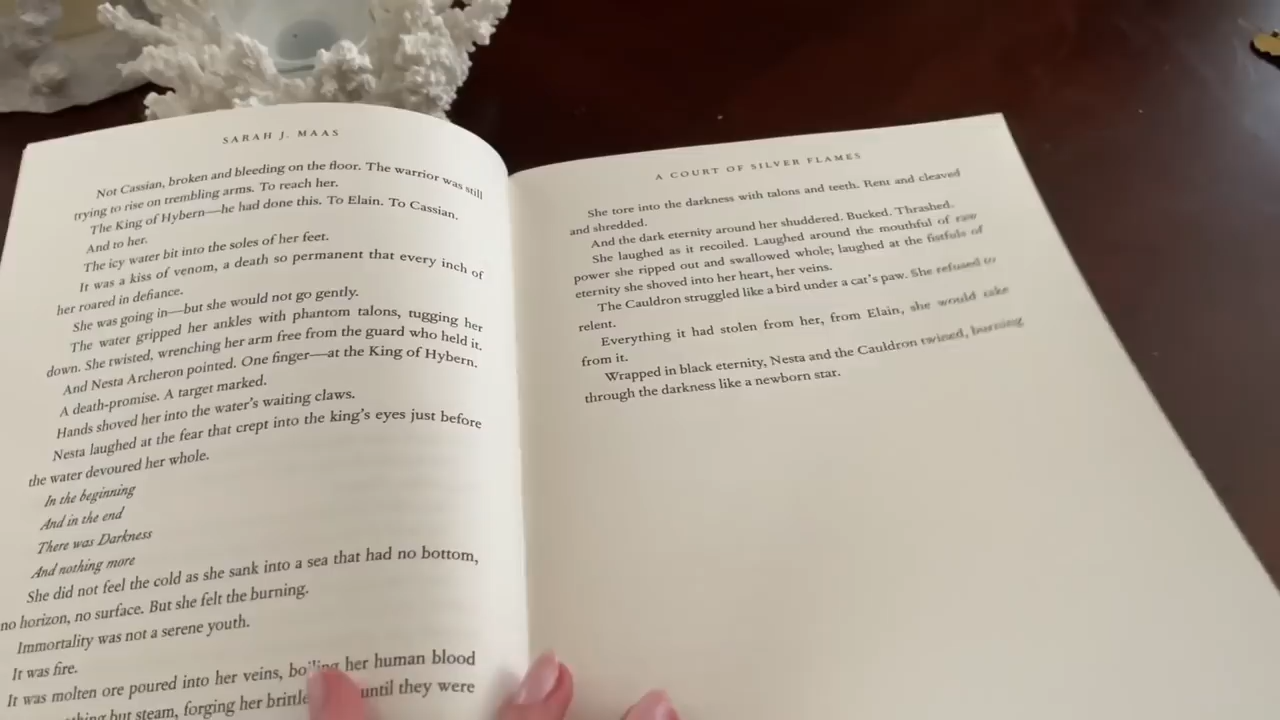 SARAH J. MAAS
Not Cassian, broken and bleeding on the floor. The warrior was still
trying to rise on trembling arms. To reach her.
The King of Hybern—he had done this. To Elain. To Cassian.
And to her.
The icy water bit into the soles of her feet.
It was a kiss of venom, a death so permanent that every inch of
her roared in defiance.
She was going in—but she would not go gently.
The water gripped her ankles with phantom talons, tugging her
down. She twisted, wrenching her arm free from the guard who held it.
And Nesta Archeron pointed. One finger—at the King of Hybern.
A death-promise. A target marked.
Hands shoved her into the water's waiting claws.
Nesta laughed at the fear that crept into the king's eyes just before
the water devoured her whole.
In the beginning
And in the end
There was Darkness
And nothing more
She did not feel the cold as she sank into a sea that had no bottom,
no horizon, no surface. But she felt the burning.
Immortality was not a serene youth.
It was fire.
It was molten ore poured into her veins, boiling her human blood
but steam, forging her brittle until they were
A COURT OF SILVER FLAMES
She tore into the darkness with talons and teeth. Rent and cleaved
and shredded.
And the dark eternity around her shuddered. Bucked. Thrashed.
She laughed as it recoiled. Laughed around the mouthful of raw
power she ripped out and swallowed whole; laughed at the fistfuls of
eternity she shoved into her heart, her veins.
The Cauldron struggled like a bird under a cat's paw. She refused to
relent.
Everything it had stolen from her, from Elain, she would take
from it.
Wrapped in black eternity, Nesta and the Cauldron twined, burning
through the darkness like a newborn star.